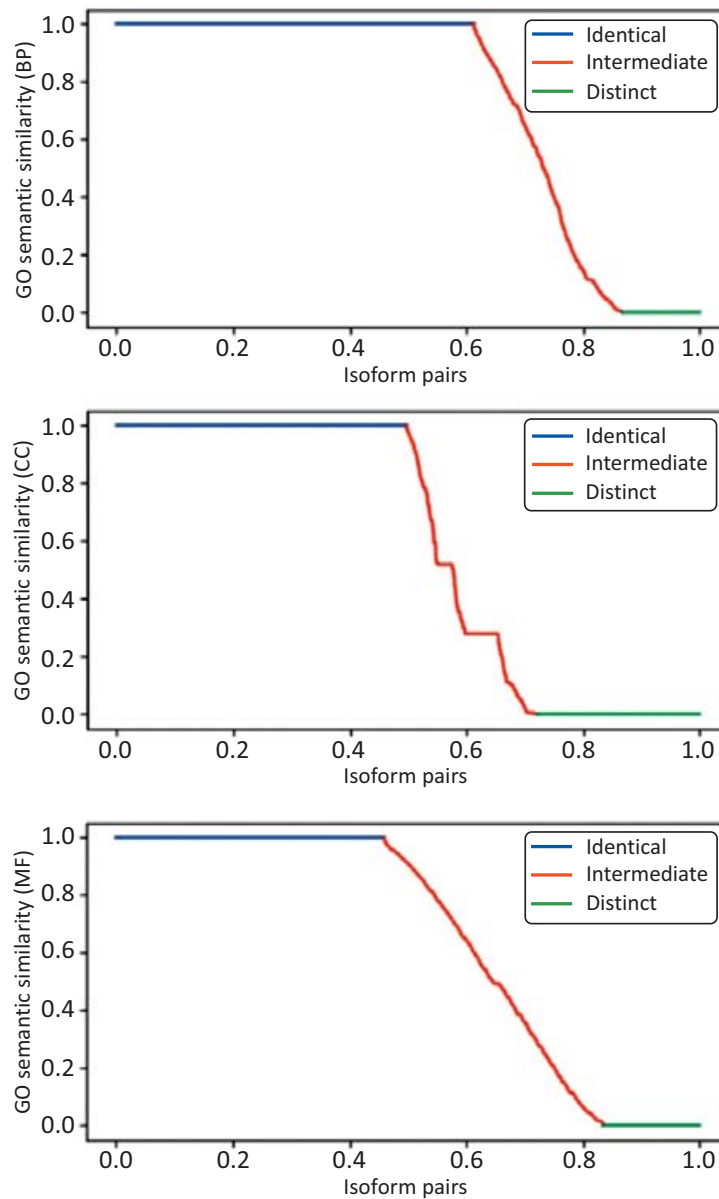 GO semantic similarity (BP)
1.0
0.8
0.6
0.4
0.2
0.0
Identical
Intermediate
Distinct
0.0 0.2 0.4 0.6 0.8 1.0
Isoform pairs
GO semantic similarity (CC)
1.0
0.8
0.6
0.4
0.2
0.0
Identical
Intermediate
Distinct
0.0 0.2 0.4 0.6 0.8 1.0
Isoform pairs
GO semantic similarity (MF)
1.0
0.8
0.6
0.4
0.2
0.0
Identical
Intermediate
Distinct
0.0 0.2 0.4 0.6 0.8 1.0
Isoform pairs